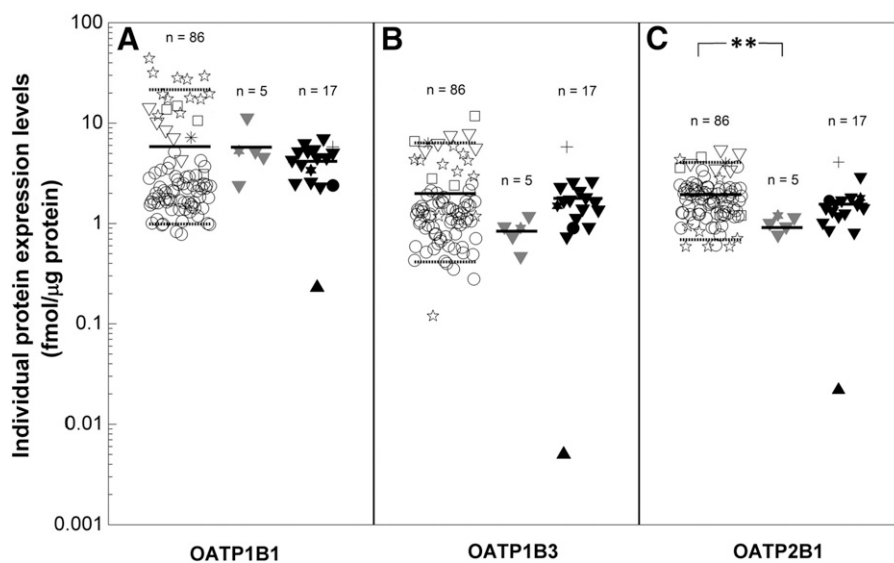 Individual protein expression levels
(fmol/µg protein)
100
10
1
0.1
0.01
0.001
A
n = 86
n = 5
n = 17
B
n = 86
n = 5
n = 17
C
**
n = 86
n = 5
n = 17
OATP1B1
OATP1B3
OATP2B1